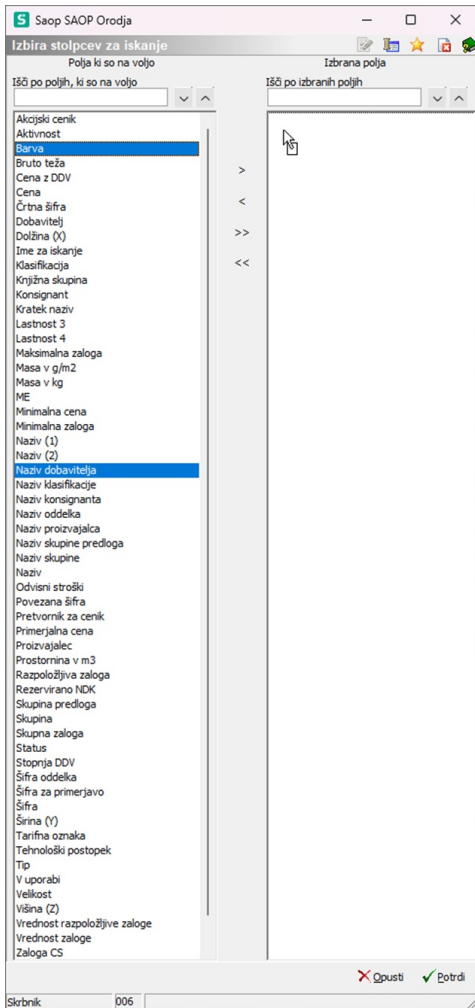 Saop SAOP Orodja
Izbira stolpcev za iskanje
Polja ki so na voljo
Izbrana polja
Išči po poljih, ki so na voljo
Išči po izbranih poljih
Akcijski cenik
Aktivnost
Barva
Bruto teža
Cena z DDV
Cena
Črtna šifra
Dobavitelj
Dolžina (X)
Ime za iskanje
Klasifikacija
Knjižna skupina
Konsignant
Kratek naziv
Lastnost 3
Lastnost 4
Maksimalna zaloga
Masa v g/m2
Masa v kg
ME
Minimalna cena
Minimalna zaloga
Naziv (1)
Naziv (2)
Naziv dobavitelja
Naziv klasifikacije
Naziv konsignanta
Naziv oddelka
Naziv proizvajalca
Naziv skupine predloga
Naziv skupine
Naziv
Odvisni stroški
Povezana šifra
Pretvornik za cenik
Primerjalna cena
Proizvajalec
Prostornina v m3
Razpoložljiva zaloga
Rezervirano NDK
Skupina predloga
Skupina
Skupna zaloga
Status
Stopnja DDV
Šifra oddelka
Šifra za primerjavo
Šifra
Širina (Y)
Tarifna oznaka
Tehnološki postopek
Tip
V uporabi
Velikost
Višina (Z)
Vrednost razpoložljive zaloge
Vrednost zaloge
Zaloga CS
>
<
>>
<<
Opusti
Potrdi
Skrbnik
006